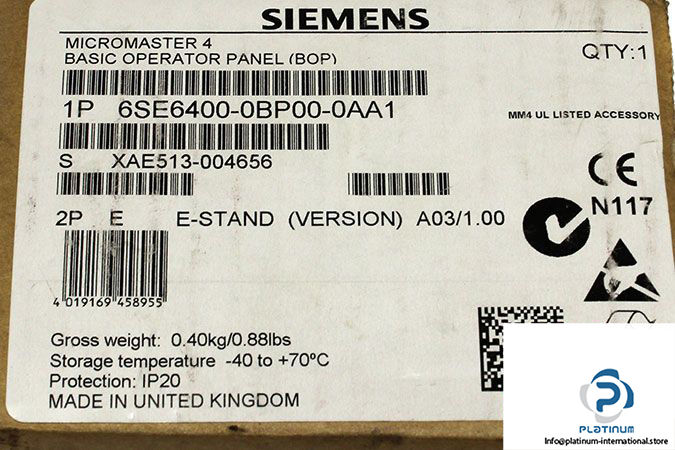 SIEMENS
MICROMASTER 4
BASIC OPERATOR PANEL (BOP)
QTY:1
1P 6SE6400-0BP00-0AA1
MM4 UL LISTED ACCESSORY
S XAE513-004656
CE
2P E E-STAND (VERSION) A03/1.00
N117
4 019169 458955
Gross weight: 0.40kg/0.88lbs
Storage temperature -40 to +70ºC
Protection: IP20
MADE IN UNITED KINGDOM
PLATINUM
Info@platinum-international.store